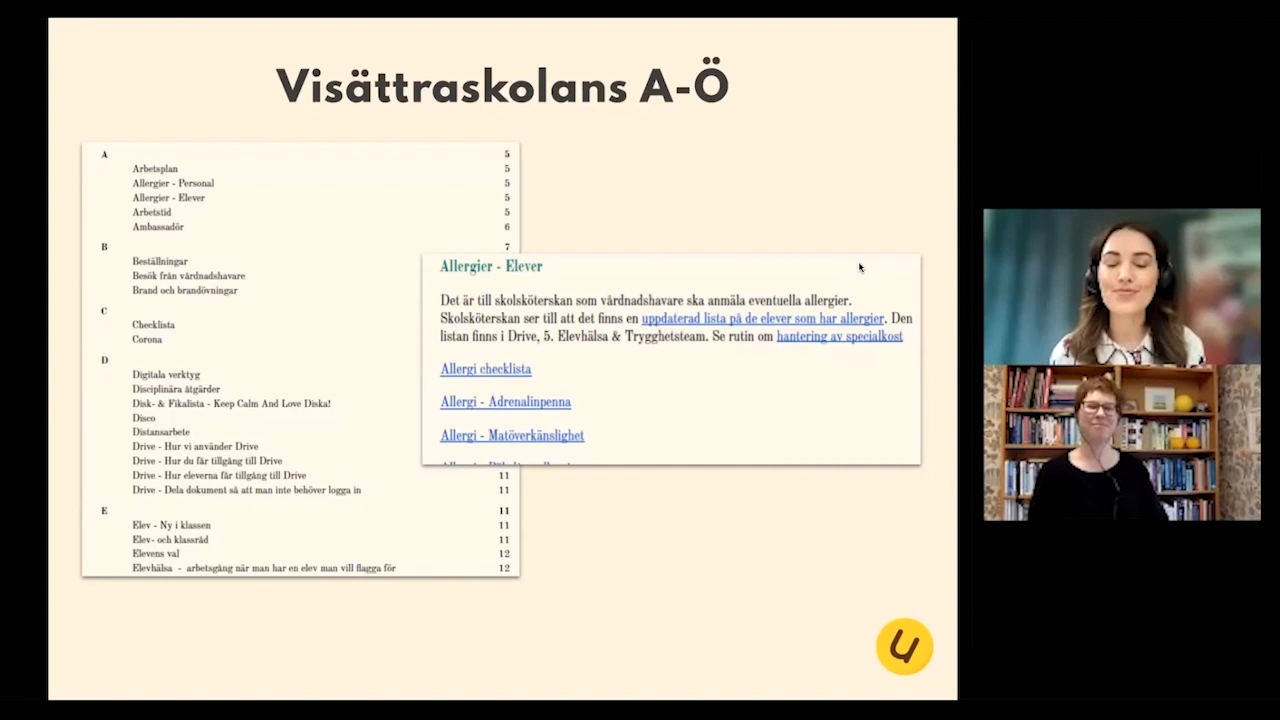 Visättraskolans A-Ö
A 5
Arbetsplan 5
Allergier - Personal 5
Allergier - Elever 5
Arbetstid 5
Ambassadör 6
B 7
Beställningar
Besök från vårdnadshavare
Brand och brandövningar
C
Checklista
Corona
D
Digitala verktyg
Disciplinära åtgärder
Disk- & Fikalista - Keep Calm And Love Diska!
Disco
Distansarbete
Drive - Hur vi använder Drive
Drive - Hur du får tillgång till Drive
Drive - Hur eleverna får tillgång till Drive 11
Drive - Dela dokument så att man inte behöver logga in 11
E 11
Elev - Ny i klassen 11
Elev- och klassråd 11
Elevens val 12
Elevhälsa - arbetsgång när man har en elev man vill flagga för 12
Allergier - Elever
Det är till skolsköterskan som vårdnadshavare ska anmäla eventuella allergier.
Skolsköterskan ser till att det finns en uppdaterad lista på de elever som har allergier. Den
listan finns i Drive, 5. Elevhälsa & Trygghetsteam. Se rutin om hantering av specialkost
Allergi checklista
Allergi - Adrenalinpenna
Allergi - Matöverkänslighet